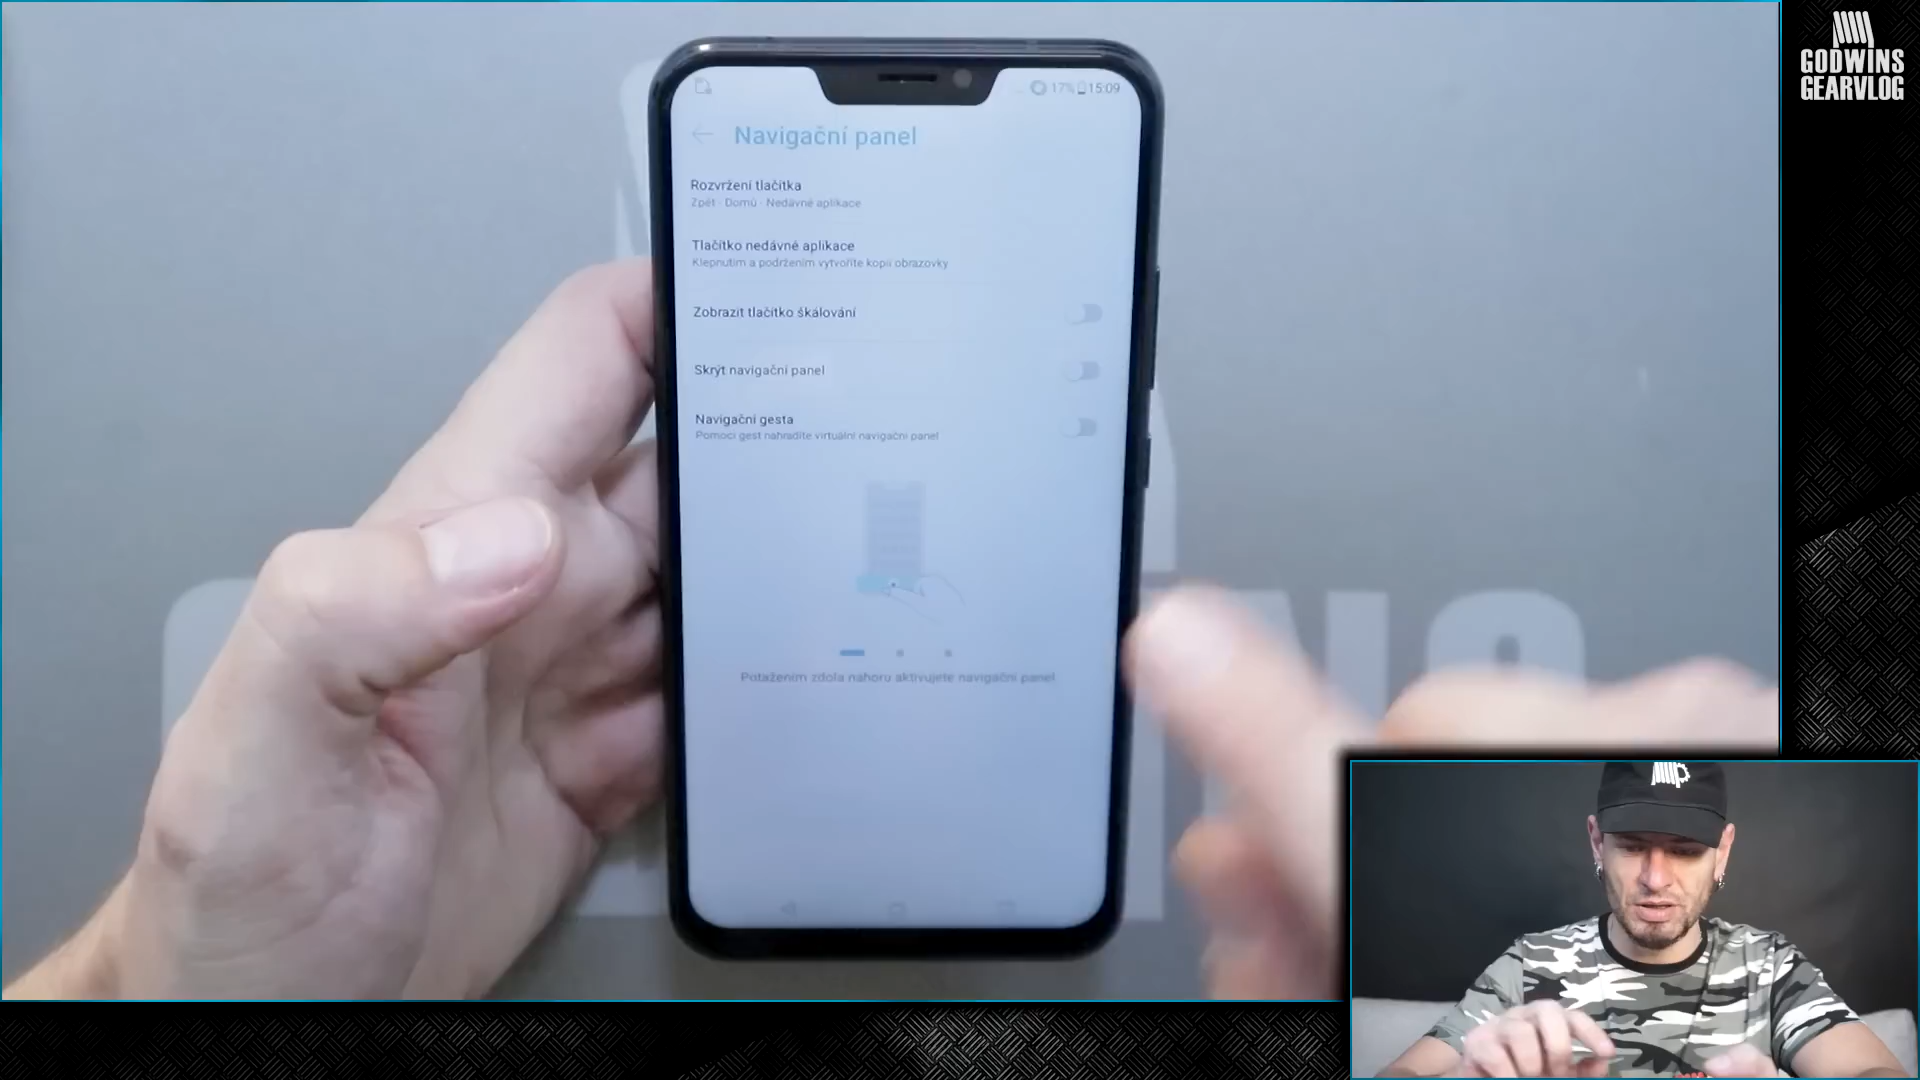 GODWINS
GEARVLOG
17% 15:09
Navigační panel
Rozvržení tlačítka
Zpět - Domů - Nedávné aplikace
Tlačítko nedávné aplikace
Klepnutím a podržením vytvoříte kopii obrazovky
Zobrazit tlačítko škálování
Skrýt navigační panel
Navigační gesta
Pomocí gest nahradíte virtuální navigační panel
Potažením zdola nahoru aktivujete navigační panel.